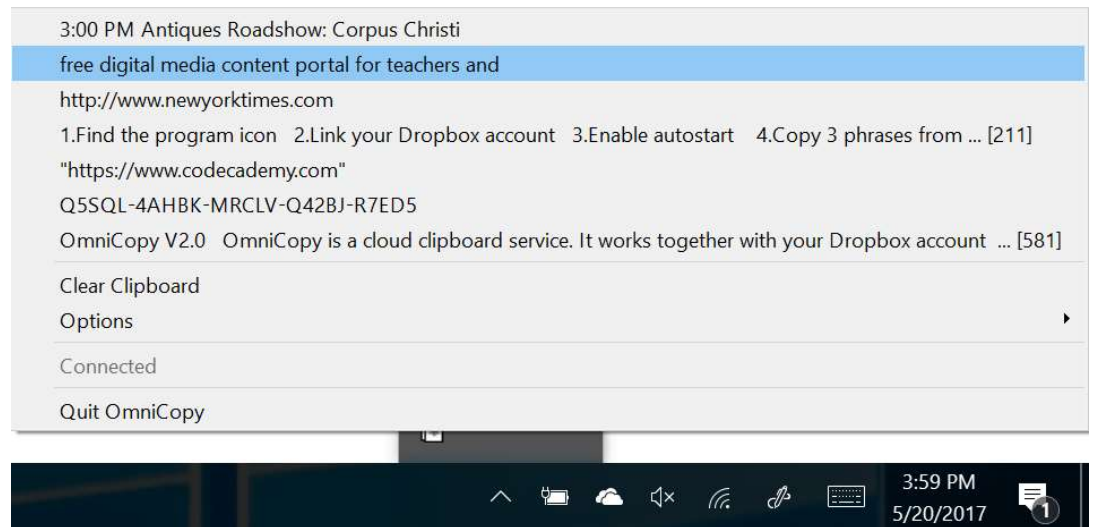 3:00 PM Antiques Roadshow: Corpus Christi
free digital media content portal for teachers and
http://www.newyorktimes.com
1.Find the program icon 2.Link your Dropbox account 3.Enable autostart 4.Copy 3 phrases from ... [211]
"https://www.codecademy.com"
Q5SQL-4AHBK-MRCLV-Q42BJ-R7ED5
OmniCopy V2.0 OmniCopy is a cloud clipboard service. It works together with your Dropbox account ... [581]
Clear Clipboard
Options
Connected
Quit OmniCopy
3:59 PM
5/20/2017
1